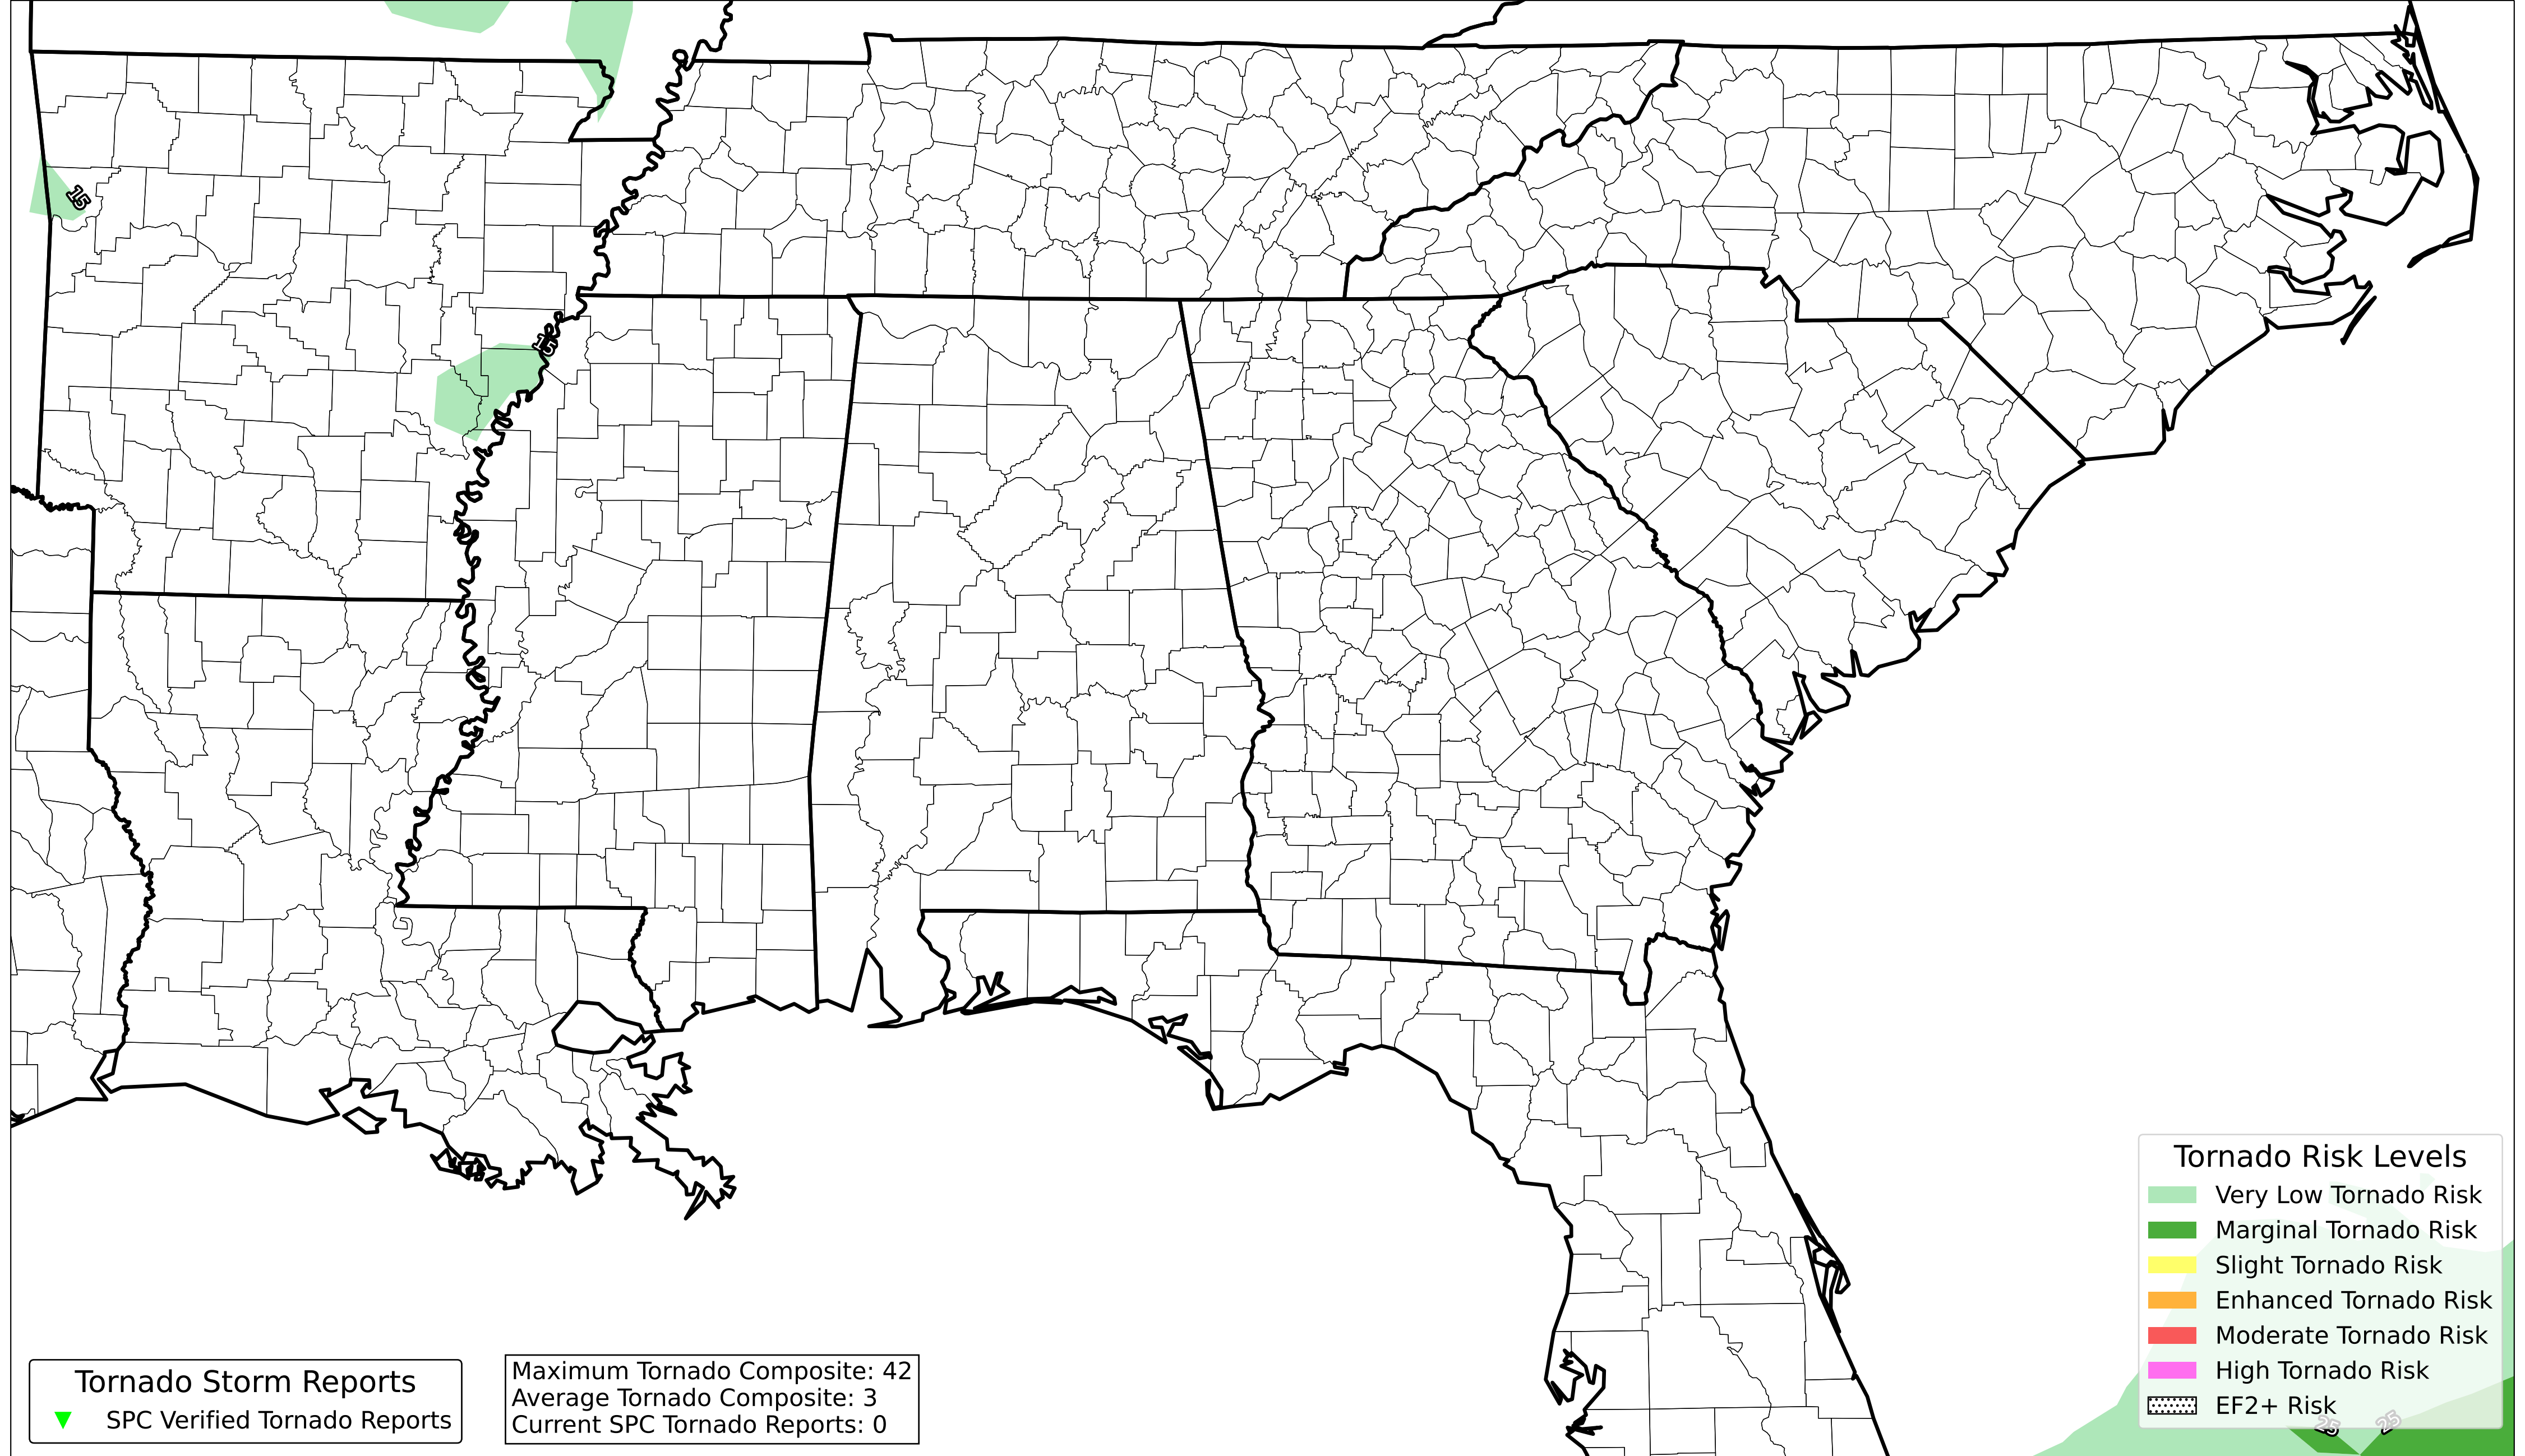 15
15
Tornado Risk Levels
Very Low Tornado Risk
Marginal Tornado Risk
Slight Tornado Risk
Enhanced Tornado Risk
Moderate Tornado Risk
High Tornado Risk
EF2+ Risk
25 25
Tornado Storm Reports
SPC Verified Tornado Reports
Maximum Tornado Composite: 42
Average Tornado Composite: 3
Current SPC Tornado Reports: 0